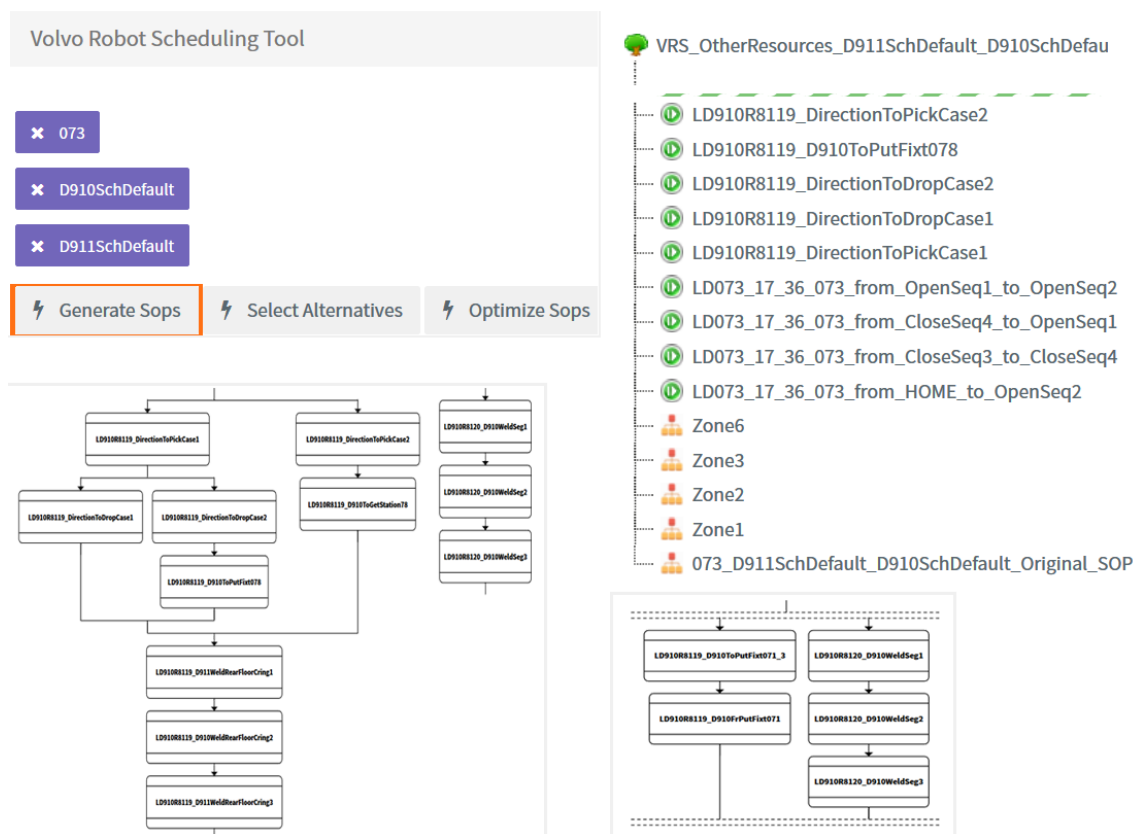 Volvo Robot Scheduling Tool
073
D910SchDefault
D911SchDefault
Generate Sops
Select Alternatives
Optimize Sops
VRS_OtherResources_D911SchDefault_D910SchDefau
LD910R8119_DirectionToPickCase2
LD910R8119_D910ToPutFixt078
LD910R8119_DirectionToDropCase2
LD910R8119_DirectionToDropCase1
LD910R8119_DirectionToPickCase1
LD073_17_36_073_from_OpenSeq1_to_OpenSeq2
LD073_17_36_073_from_CloseSeq4_to_OpenSeq1
LD073_17_36_073_from_CloseSeq3_to_CloseSeq4
LD073_17_36_073_from_HOME_to_OpenSeq2
Zone6
Zone3
Zone2
Zone1
073_D911SchDefault_D910SchDefault_Original_SOP
LD910R8119_DirectionToPickCase1
LD910R8119_DirectionToPickCase2
LD910R8120_D910WeldSeg1
LD910R8119_DirectionToDropCase1
LD910R8119_DirectionToDropCase2
LD910R8119_D910ToGetStation78
LD910R8120_D910WeldSeg2
LD910R8119_D910ToPutFixt078
LD910R8120_D910WeldSeg3
LD910R8119_D911WeldRearFloorCring1
LD910R8119_D910WeldRearFloorCring2
LD910R8119_D911WeldRearFloorCring3
LD910R8119_D910ToPutFixt071_3
LD910R8120_D910WeldSeg1
LD910R8119_D910FrPutFixt071
LD910R8120_D910WeldSeg2
LD910R8120_D910WeldSeg3